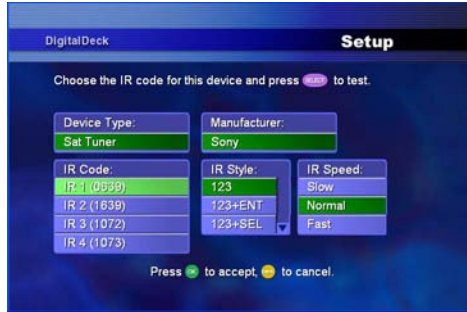 DigitalDeck
Setup
Choose the IR code for this device and press SELECT to test.
Device Type:
Sat Tuner
Manufacturer:
Sony
IR Code:
IR 1 (0639)
IR 2 (1639)
IR 3 (1072)
IR 4 (1073)
IR Style:
123
123+ENT
123+SEL
IR Speed:
Slow
Normal
Fast
Press OK to accept, to cancel.